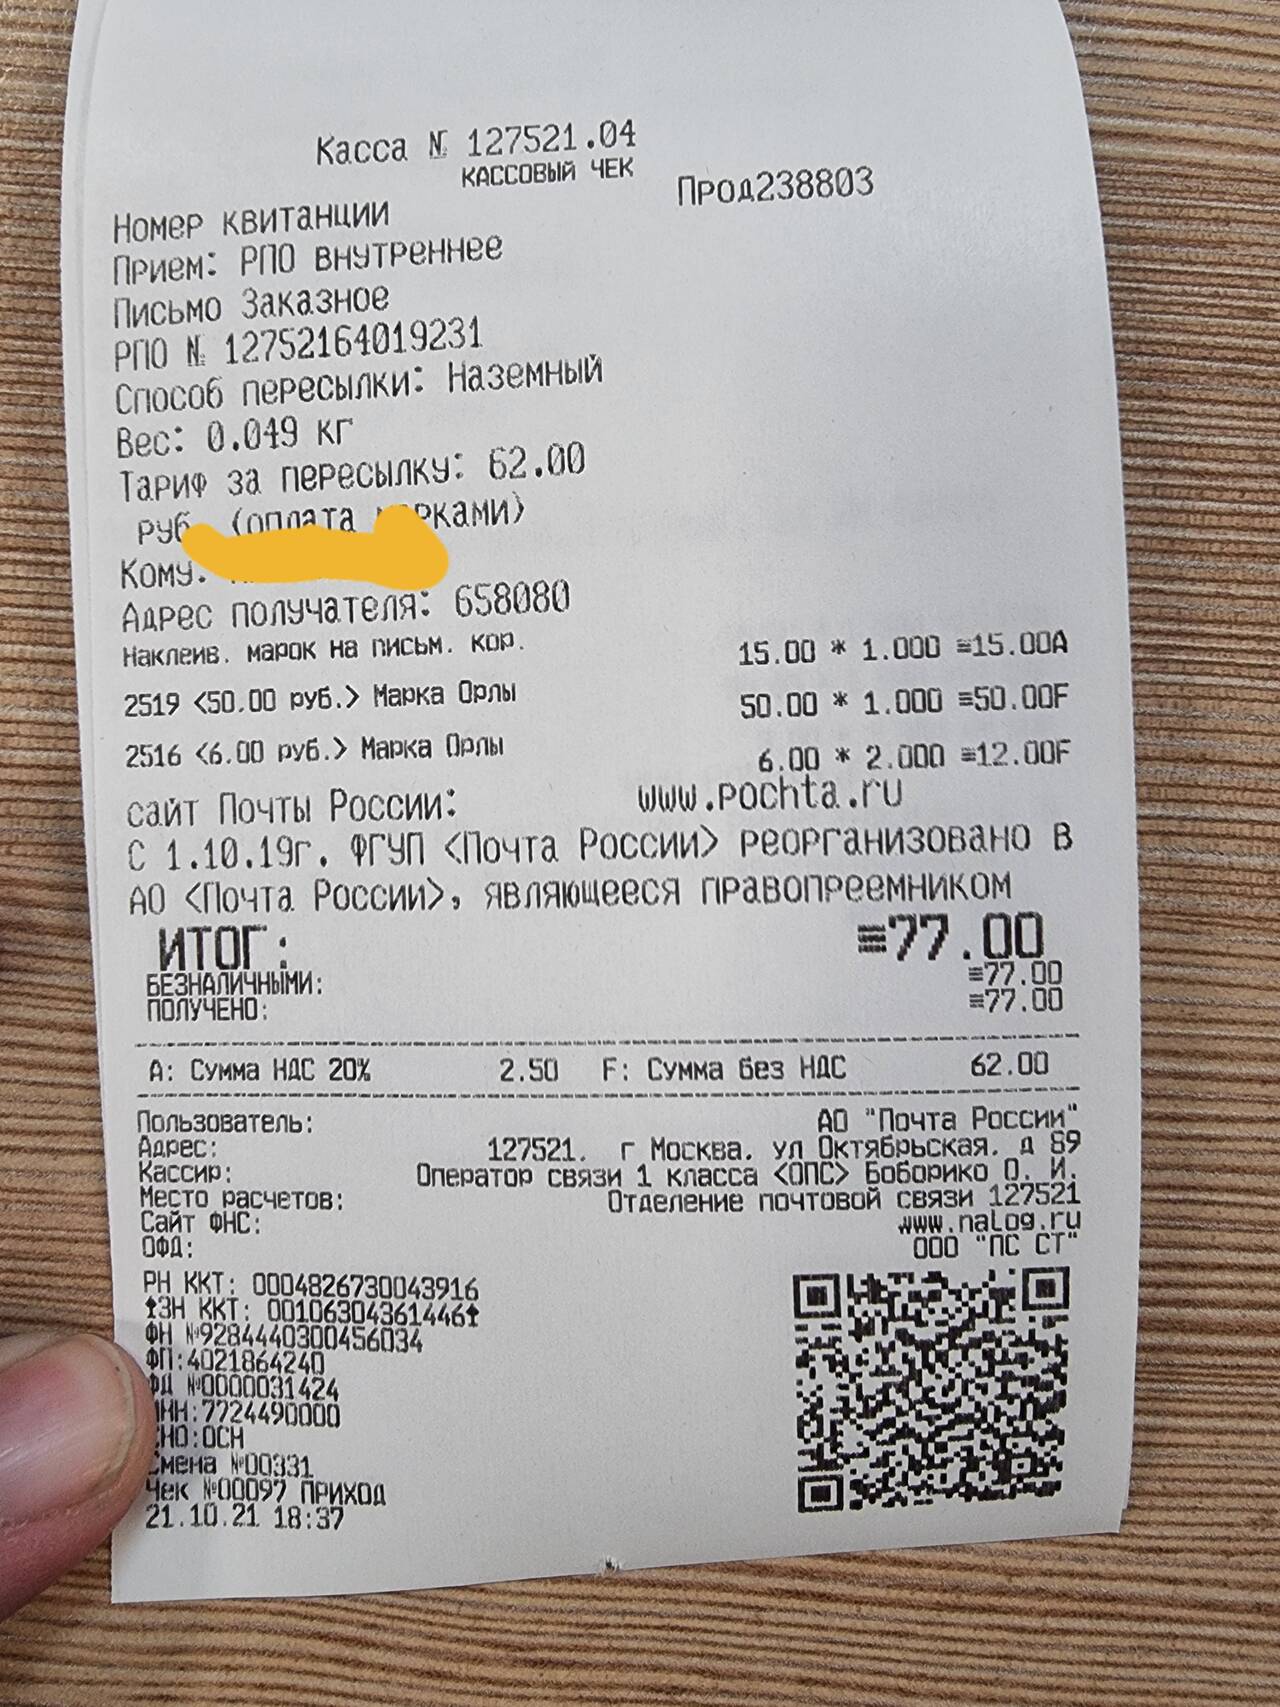 Касса № 127521.04
КАССОВЫЙ ЧЕК
Номер квитанции Прод238803
Прием: РПО внутреннее
Письмо Заказное
РПО № 12752164019231
Способ пересылки: Наземный
Вес: 0.049 кг
Тариф за пересылку: 62.00
руб. (оплата марками)
Кому:
Адрес получателя: 658080
Наклеив. марок на письм. кор. 15.00 * 1.000 ≡15.00А
2519 <50.00 руб.> Марка Орлы 50.00 * 1.000 ≡50.00F
2516 <6.00 руб.> Марка Орлы 6.00 * 2.000 ≡12.00F
сайт Почты России: www.pochta.ru
С 1.10.19г. ФГУП <Почта России> реорганизовано в
АО <Почта России>, являющееся правопреемником
ИТОГ: ≡77.00
БЕЗНАЛИЧНЫМИ: ≡77.00
ПОЛУЧЕНО: ≡77.00
А: Сумма НДС 20% 2.50 F: Сумма без НДС 62.00
Пользователь: АО "Почта России"
Адрес: 127521. г Москва. ул Октябрьская. д 89
Кассир: Оператор связи 1 класса <ОПС> Боборико О. И.
Место расчетов: Отделение почтовой связи 127521
Сайт ФНС: www.nalog.ru
ОФД: ООО "ПС СТ"
РН ККТ: 0004826730043916
↑ЗН ККТ: 00106304361446↑
ФН №9284440300456034
ФП:4021864240
ФД №0000031424
ИНН:7724490000
СНО:ОСН
Смена №00331
Чек №00097 ПРИХОД
21.10.21 18:37